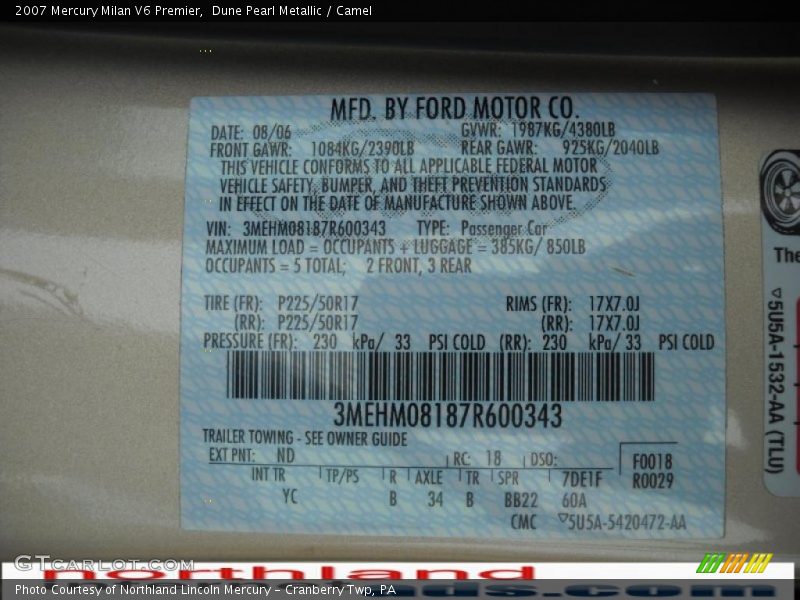 2007 Mercury Milan V6 Premier, Dune Pearl Metallic / Camel
MFD. BY FORD MOTOR CO.
DATE: 08/06 GVWR: 1987KG/4380LB
FRONT GAWR: 1084KG/2390LB REAR GAWR: 925KG/2040LB
THIS VEHICLE CONFORMS TO ALL APPLICABLE FEDERAL MOTOR
VEHICLE SAFETY, BUMPER, AND THEFT PREVENTION STANDARDS
IN EFFECT ON THE DATE OF MANUFACTURE SHOWN ABOVE.
VIN: 3MEHM08187R600343 TYPE: Passenger Car
MAXIMUM LOAD = OCCUPANTS + LUGGAGE = 385KG/ 850LB
OCCUPANTS = 5 TOTAL; 2 FRONT, 3 REAR
TIRE (FR): P225/50R17 RIMS (FR): 17X7.0J
(RR): P225/50R17 (RR): 17X7.0J
PRESSURE (FR): 230 kPa/ 33 PSI COLD (RR): 230 kPa/ 33 PSI COLD
3MEHM08187R600343
TRAILER TOWING - SEE OWNER GUIDE
EXT PNT: ND RC: 18 DSO: F0018
INT TR TP/PS R AXLE TR SPR 7DE1F R0029
YC B 34 B BB22 60A
CMC ▽5U5A-5420472-AA
The
▽5U5A-1532-AA (TLU)
GTCarLot.com
northland
Photo Courtesy of Northland Lincoln Mercury - Cranberry Twp, PA